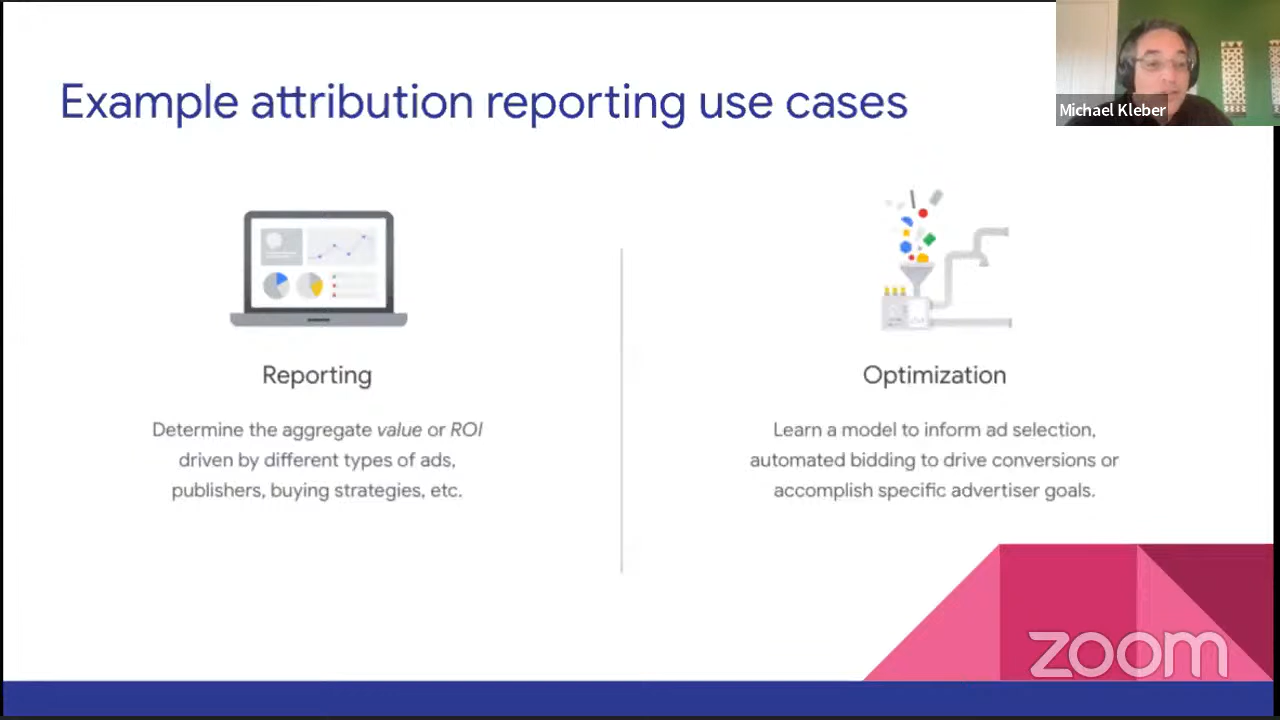 Example attribution reporting use cases
Michael Kleber
Reporting
Determine the aggregate value or ROI
driven by different types of ads,
publishers, buying strategies, etc.
Optimization
Learn a model to inform ad selection,
automated bidding to drive conversions or
accomplish specific advertiser goals.
zoom